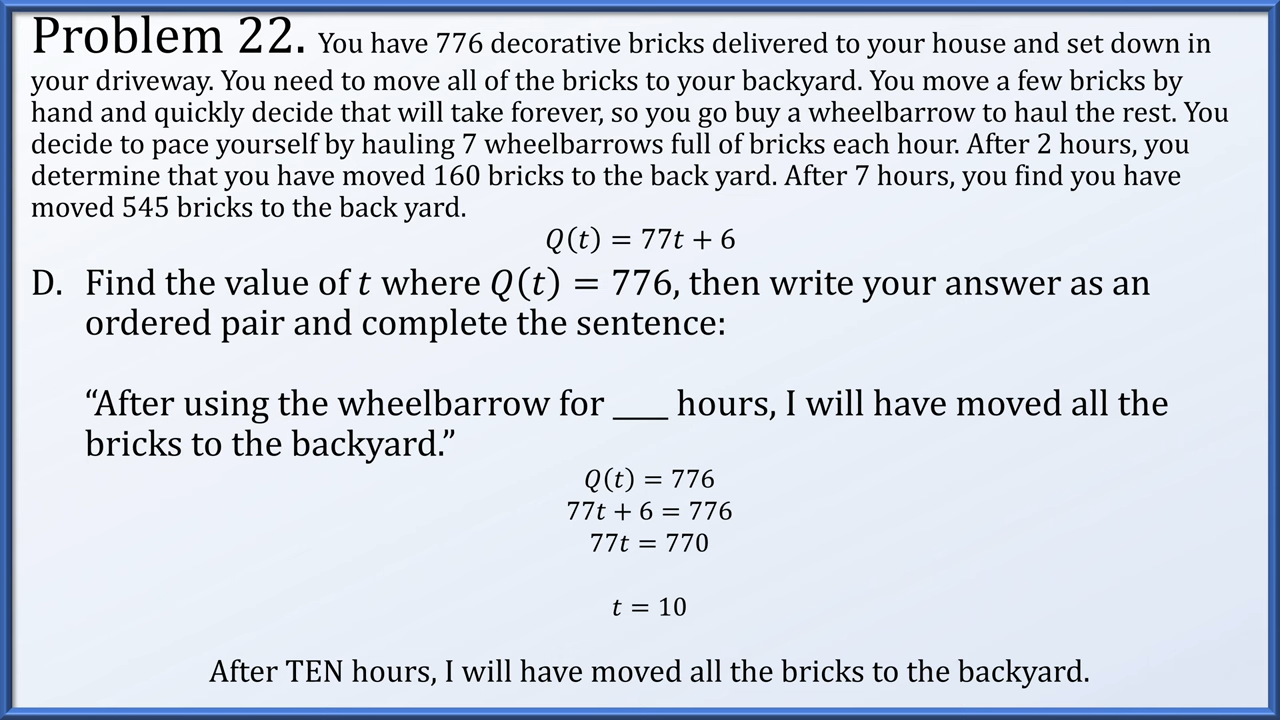 Problem 22. You have 776 decorative bricks delivered to your house and set down in
your driveway. You need to move all of the bricks to your backyard. You move a few bricks by
hand and quickly decide that will take forever, so you go buy a wheelbarrow to haul the rest. You
decide to pace yourself by hauling 7 wheelbarrows full of bricks each hour. After 2 hours, you
determine that you have moved 160 bricks to the back yard. After 7 hours, you find you have
moved 545 bricks to the back yard.
𝑄(𝑡) = 77𝑡 + 6
D. Find the value of 𝑡 where 𝑄(𝑡) = 776, then write your answer as an
ordered pair and complete the sentence:
“After using the wheelbarrow for ____ hours, I will have moved all the
bricks to the backyard.”
𝑄(𝑡) = 776
77𝑡 + 6 = 776
77𝑡 = 770
𝑡 = 10
After TEN hours, I will have moved all the bricks to the backyard.